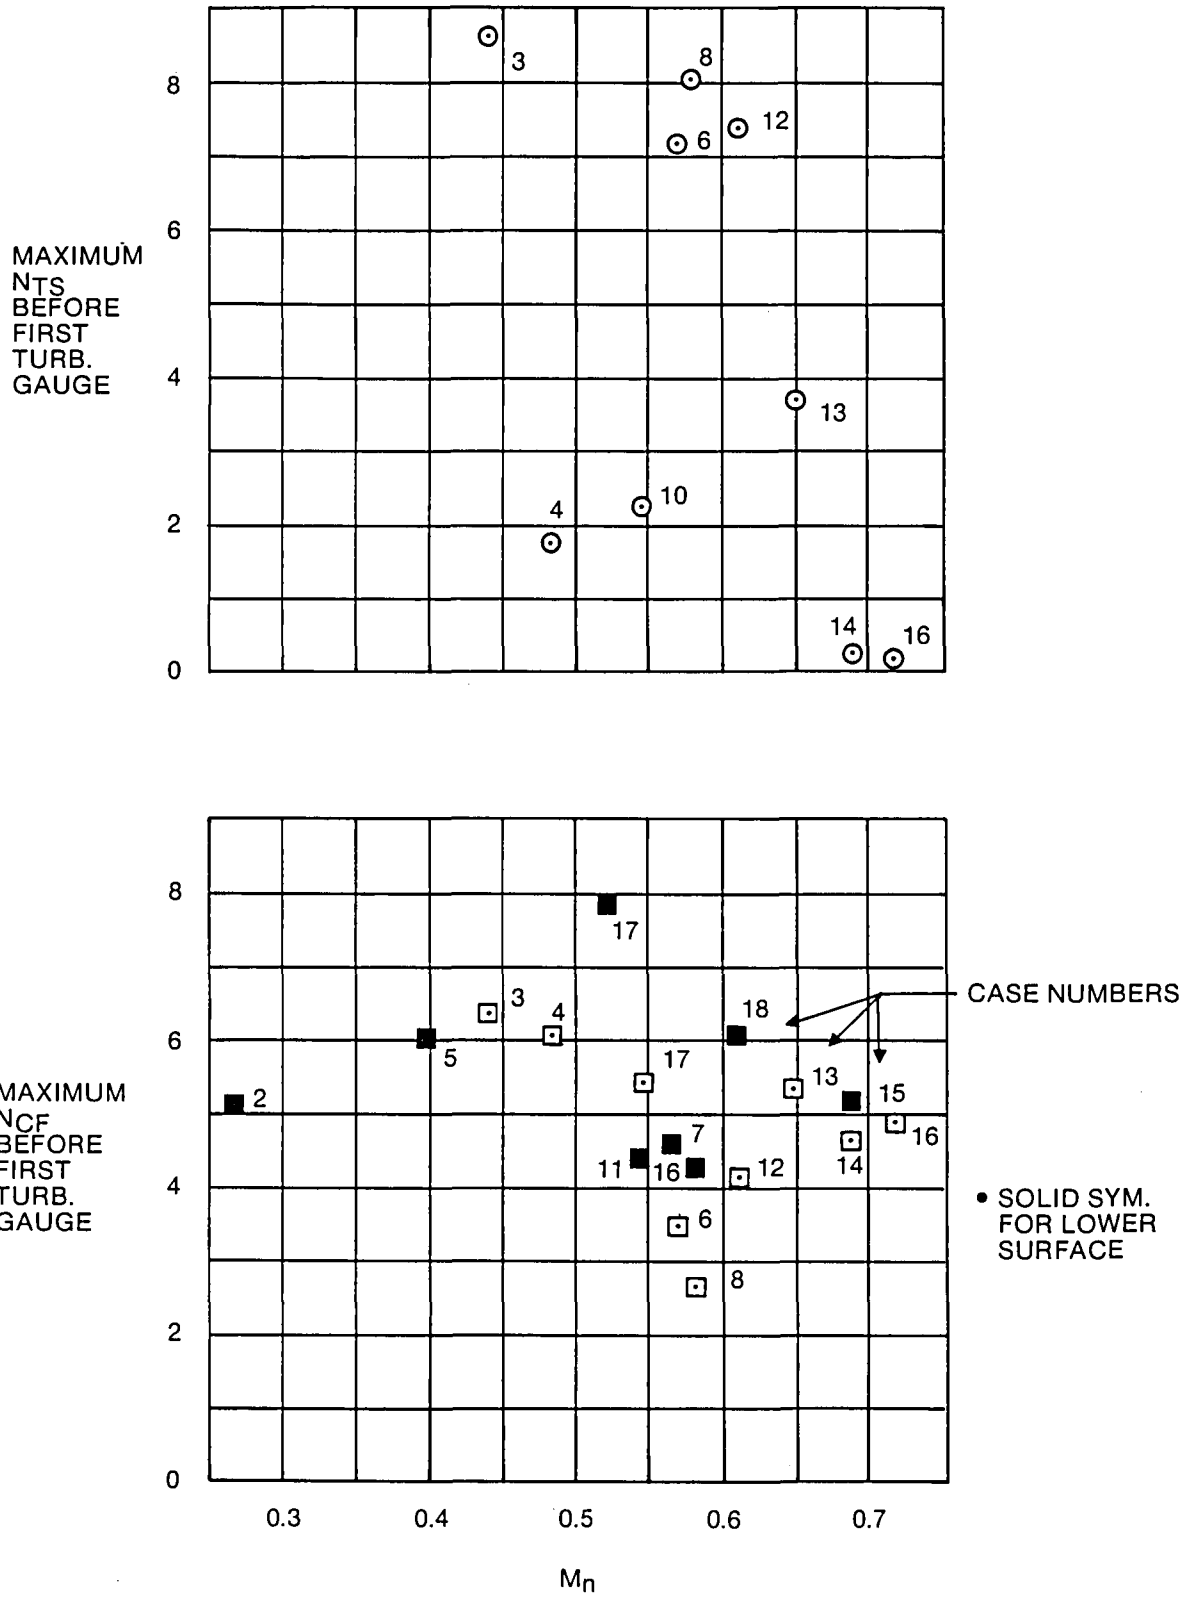 3
8
8
12
6
6
MAXIMUM
NTS
BEFORE
FIRST
TURB.
GAUGE
4
13
10
4
2
14
16
0
8
17
CASE NUMBERS
3
4
18
6
5
17
13
15
2
MAXIMUM
NCF
BEFORE
FIRST
TURB.
GAUGE
7
16
11
16
12
14
4
• SOLID SYM.
FOR LOWER
SURFACE
6
8
2
0
0.3 0.4 0.5 0.6 0.7
Mn